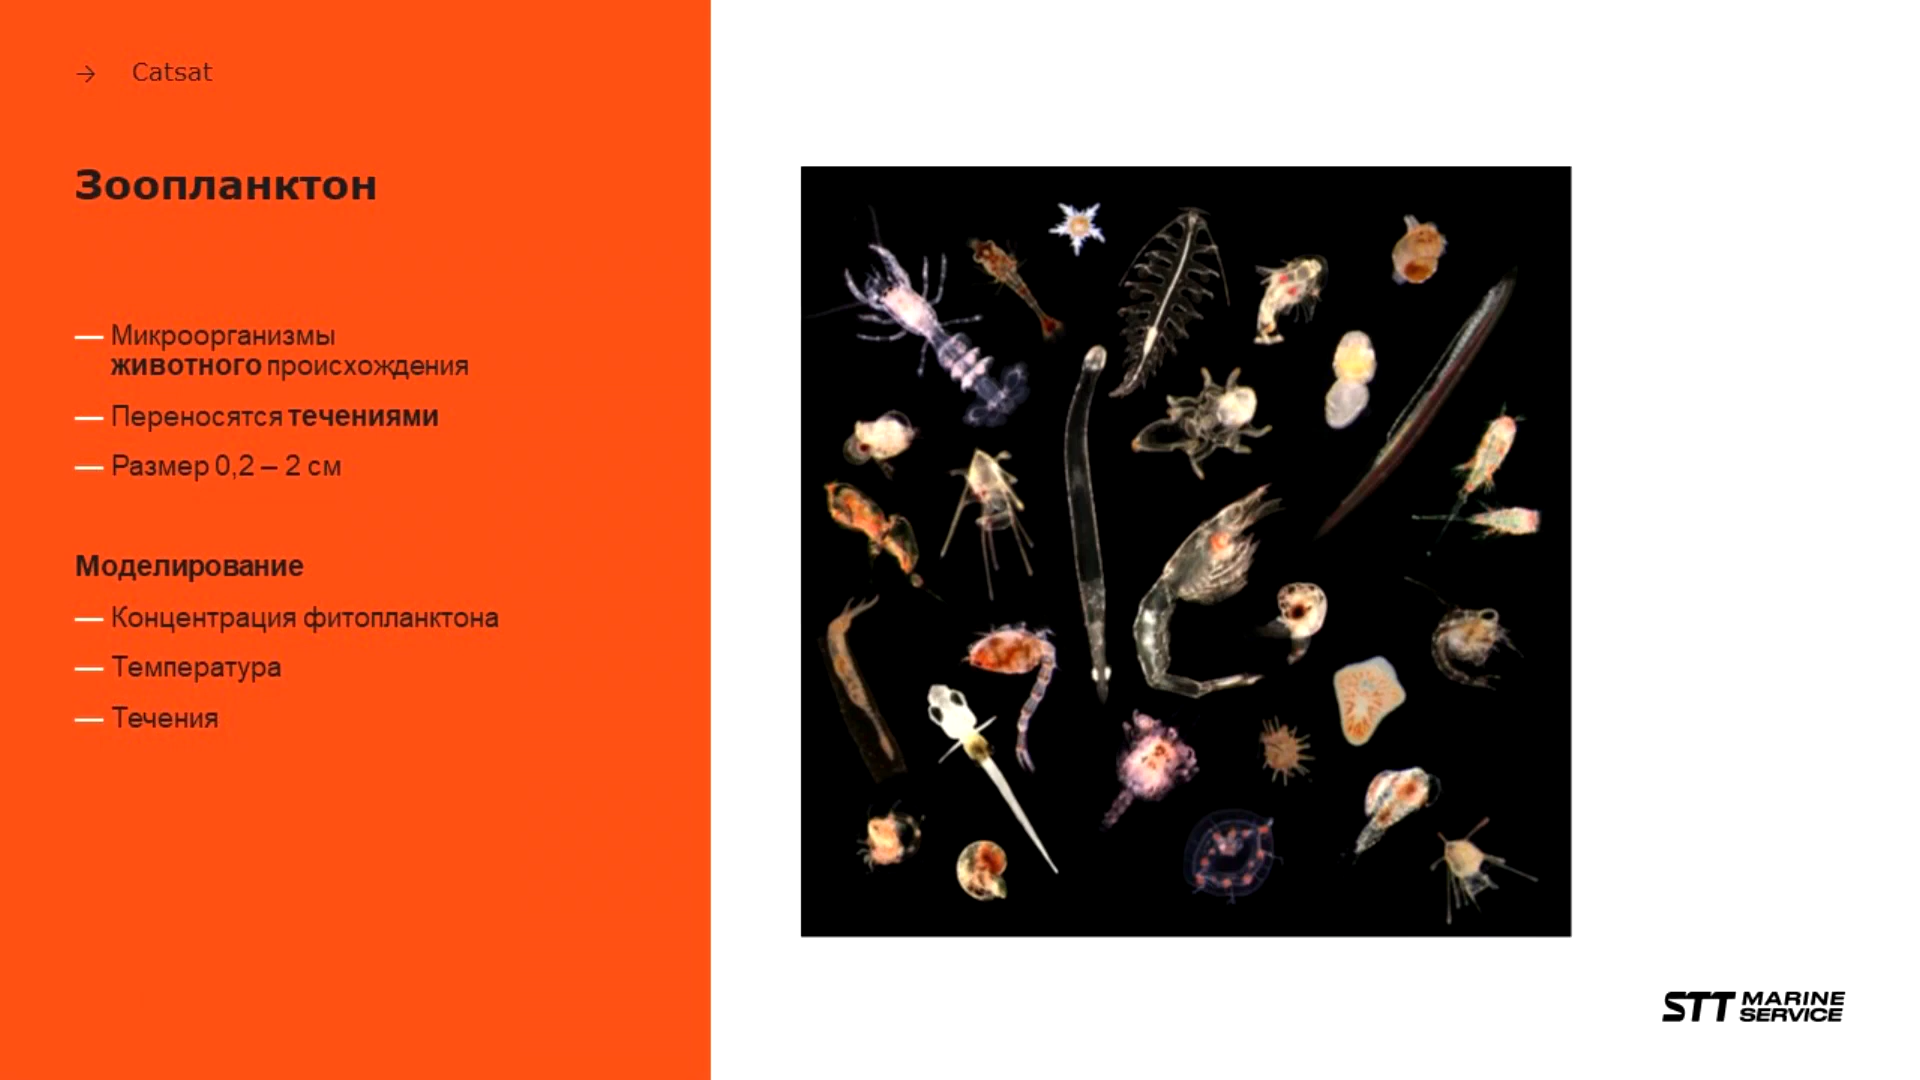 → Catsat
Зоопланктон
— Микроорганизмы
животного происхождения
— Переносятся течениями
— Размер 0,2 – 2 см
Моделирование
— Концентрация фитопланктона
— Температура
— Течения
STT MARINE
SERVICE